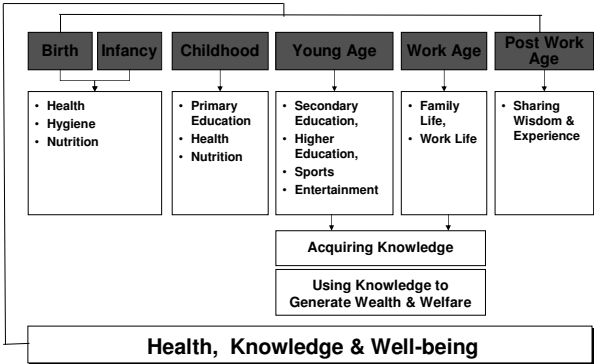 Birth
Infancy
Childhood
Young Age
Work Age
Post Work
Age
• Health
• Hygiene
• Nutrition
• Primary
Education
• Health
• Nutrition
• Secondary
Education,
• Higher
Education,
• Sports
• Entertainment
• Family
Life,
• Work Life
• Sharing
Wisdom &
Experience
Acquiring Knowledge
Using Knowledge to
Generate Wealth & Welfare
Health, Knowledge & Well-being